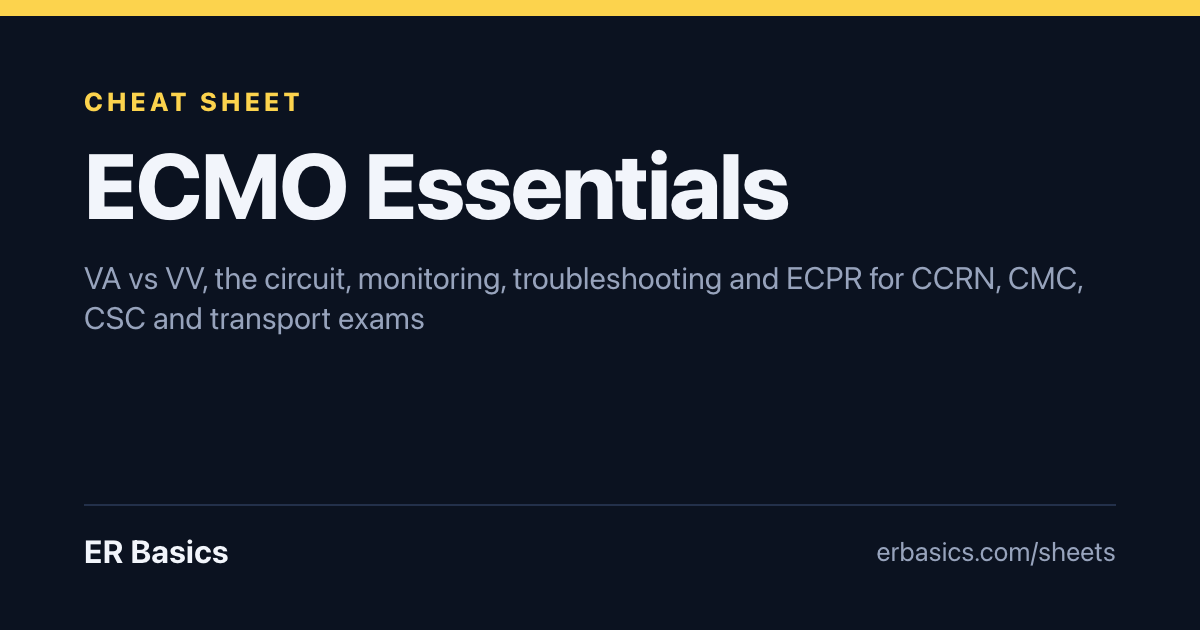 CHEAT SHEET
ECMO Essentials
VA vs VV, the circuit, monitoring, troubleshooting and ECPR for CCRN, CMC,
CSC and transport exams
ER Basics
erbasics.com/sheets